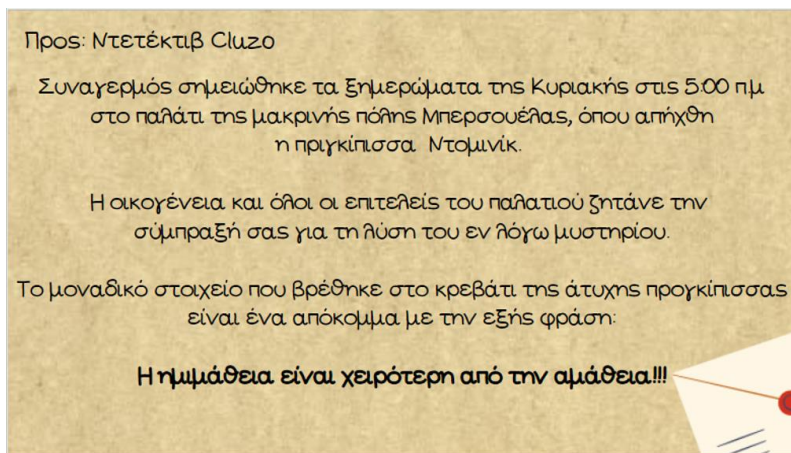 Προς: Ντετέκτιβ Cluzo
Συναγερμός σημειώθηκε τα ξημερώματα της Κυριακής στις 5:00 π.μ
στο παλάτι της μακρινής πόλης Μπερσουέλας, όπου απήχθη
η πριγκίπισσα Ντομινίκ.
Η οικογένεια και όλοι οι επιτελείς του παλατιού ζητάνε την
σύμπραξή σας για τη λύση του εν λόγω μυστηρίου.
Το μοναδικό στοιχείο που βρέθηκε στο κρεβάτι της άτυχης προγκίπισσας
είναι ένα απόκομμα με την εξής φράση:
Η ημιμάθεια είναι χειρότερη από την αμάθεια!!!